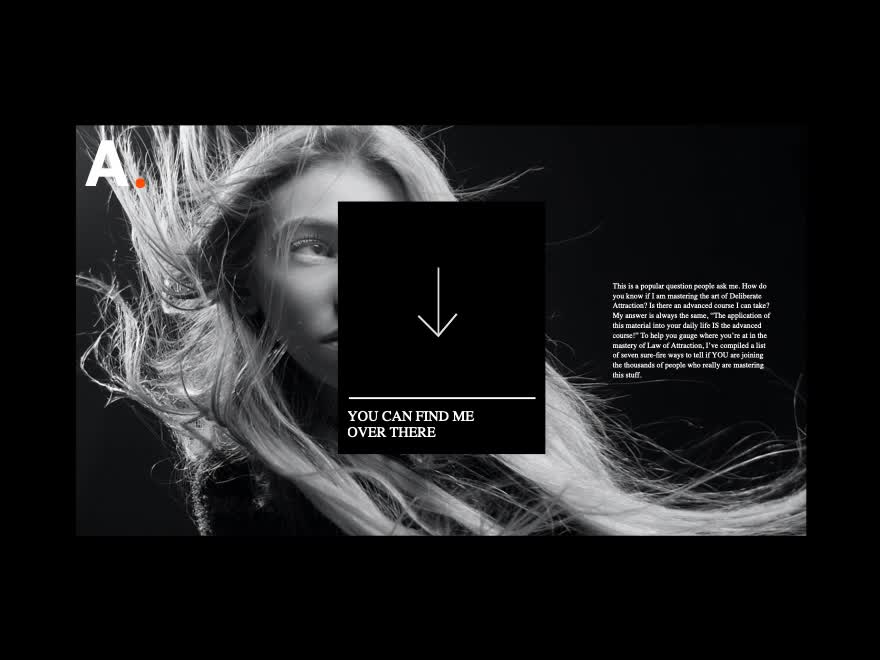 A.
This is a popular question people ask me. How do
you know if I am mastering the art of Deliberate
Attraction? Is there an advanced course I can take?
My answer is always the same, "The application of
this material into your daily life IS the advanced
course!" To help you gauge where you're at in the
mastery of Law of Attraction, I've compiled a list
of seven sure-fire ways to tell if YOU are joining
the thousands of people who really are mastering
this stuff.
YOU CAN FIND ME
OVER THERE